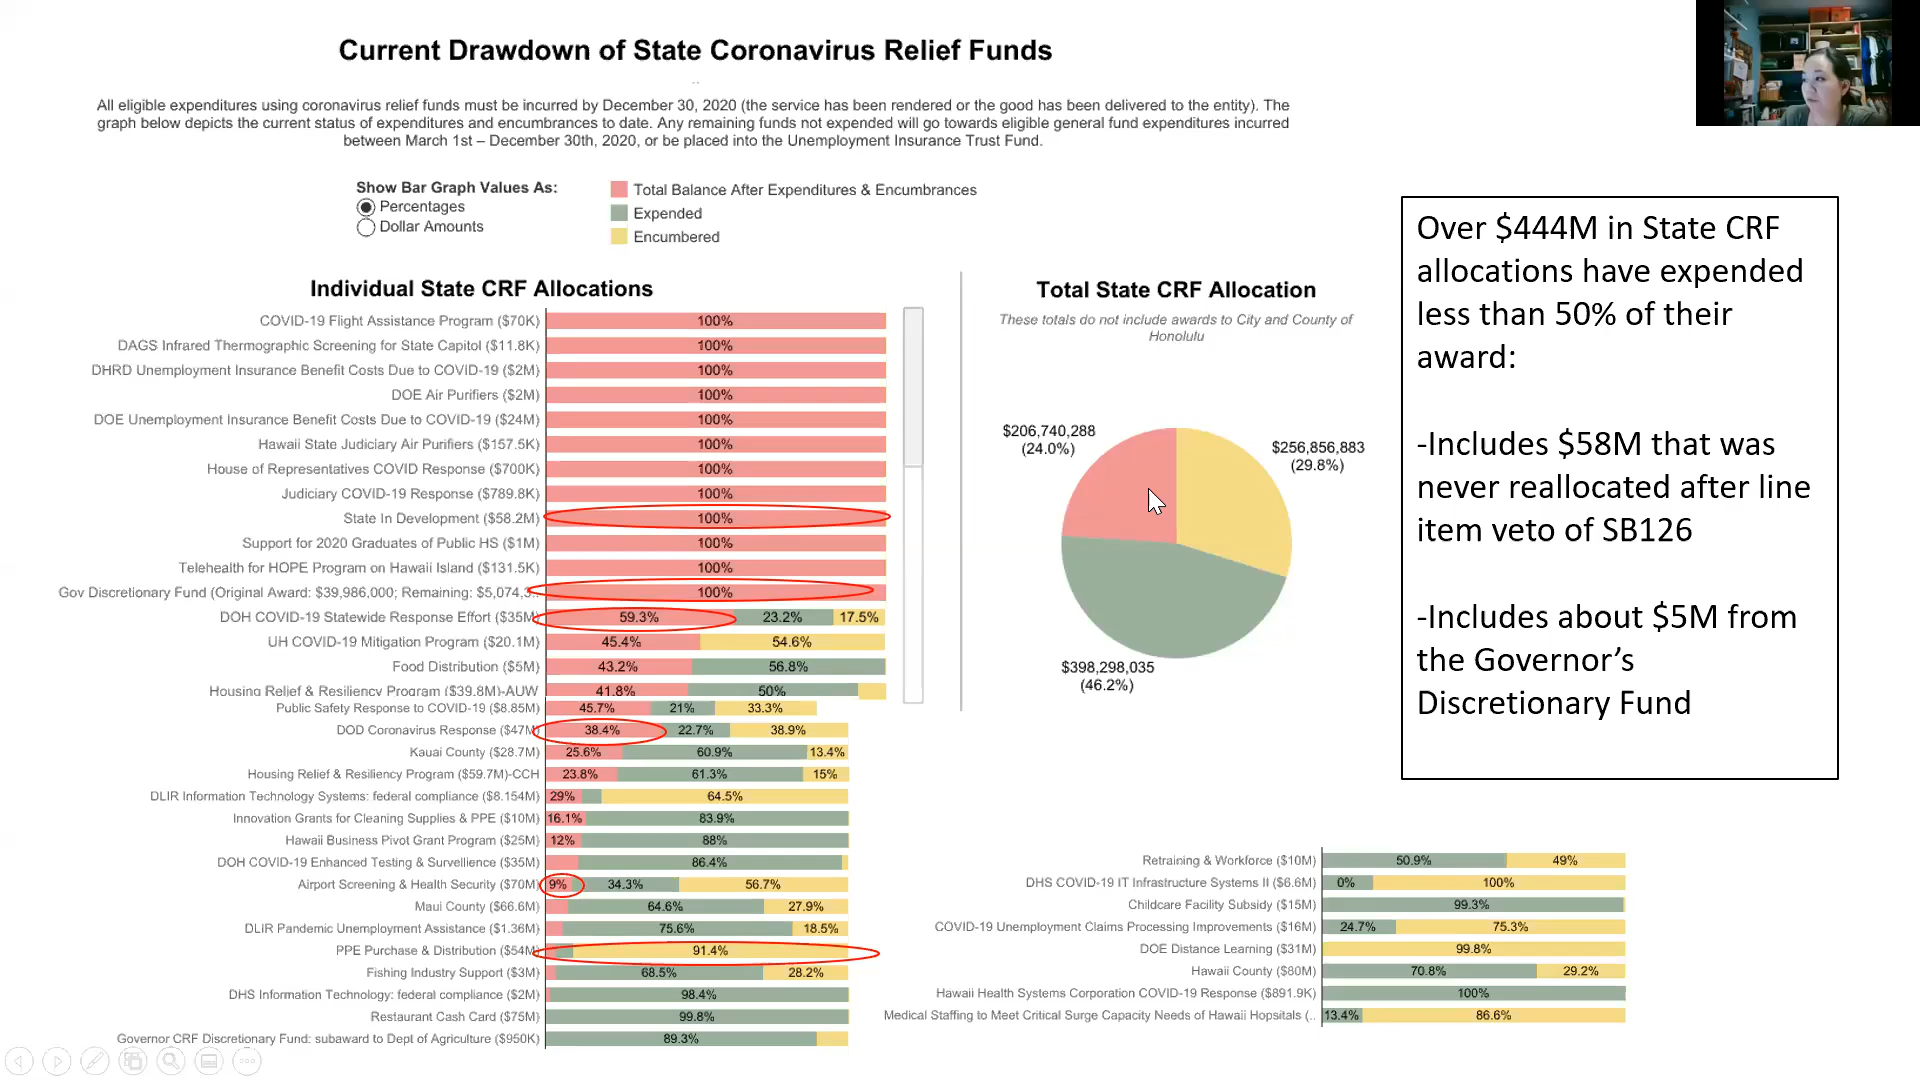 Current Drawdown of State Coronavirus Relief Funds
All eligible expenditures using coronavirus relief funds must be incurred by December 30, 2020 (the service has been rendered or the good has been delivered to the entity). The
graph below depicts the current status of expenditures and encumbrances to date. Any remaining funds not expended will go towards eligible general fund expenditures incurred
between March 1st – December 30th, 2020, or be placed into the Unemployment Insurance Trust Fund.
Show Bar Graph Values As:
Percentages
Dollar Amounts
Total Balance After Expenditures & Encumbrances
Expended
Encumbered
Individual State CRF Allocations
COVID-19 Flight Assistance Program ($70K) 100%
DAGS Infrared Thermographic Screening for State Capitol ($11.8K) 100%
DHRD Unemployment Insurance Benefit Costs Due to COVID-19 ($2M) 100%
DOE Air Purifiers ($2M) 100%
DOE Unemployment Insurance Benefit Costs Due to COVID-19 ($24M) 100%
Hawaii State Judiciary Air Purifiers ($157.5K) 100%
House of Representatives COVID Response ($700K) 100%
Judiciary COVID-19 Response ($789.8K) 100%
State In Development ($58.2M) 100%
Support for 2020 Graduates of Public HS ($1M) 100%
Telehealth for HOPE Program on Hawaii Island ($131.5K) 100%
Gov Discretionary Fund (Original Award: $39,986,000; Remaining: $5,074,3.. 100%
DOH COVID-19 Statewide Response Effort ($35M) 59.3% 23.2% 17.5%
UH COVID-19 Mitigation Program ($20.1M) 45.4% 54.6%
Food Distribution ($5M) 43.2% 56.8%
Housing Relief & Resiliency Program ($39.8M)-AUW 41.8% 50%
Public Safety Response to COVID-19 ($8.85M) 45.7% 21% 33.3%
DOD Coronavirus Response ($47M) 38.4% 22.7% 38.9%
Kauai County ($28.7M) 25.6% 60.9% 13.4%
Housing Relief & Resiliency Program ($59.7M)-CCH 23.8% 61.3% 15%
DLIR Information Technology Systems: federal compliance ($8.154M) 29% 64.5%
Innovation Grants for Cleaning Supplies & PPE ($10M) 16.1% 83.9%
Hawaii Business Pivot Grant Program ($25M) 12% 88%
DOH COVID-19 Enhanced Testing & Survellience ($35M) 86.4%
Airport Screening & Health Security ($70M) 9% 34.3% 56.7%
Maui County ($66.6M) 64.6% 27.9%
DLIR Pandemic Unemployment Assistance ($1.36M) 75.6% 18.5%
PPE Purchase & Distribution ($54M) 91.4%
Fishing Industry Support ($3M) 68.5% 28.2%
DHS Information Technology: federal compliance ($2M) 98.4%
Restaurant Cash Card ($75M) 99.8%
Governor CRF Discretionary Fund: subaward to Dept of Agriculture ($950K) 89.3%
Total State CRF Allocation
These totals do not include awards to City and County of
Honolulu
$206,740,288
(24.0%)
$256,856,883
(29.8%)
$398,298,035
(46.2%)
Retraining & Workforce ($10M) 50.9% 49%
DHS COVID-19 IT Infrastructure Systems II ($6.6M) 0% 100%
Childcare Facility Subsidy ($15M) 99.3%
COVID-19 Unemployment Claims Processing Improvements ($16M) 24.7% 75.3%
DOE Distance Learning ($31M) 99.8%
Hawaii County ($80M) 70.8% 29.2%
Hawaii Health Systems Corporation COVID-19 Response ($891.9K) 100%
Medical Staffing to Meet Critical Surge Capacity Needs of Hawaii Hopsitals (.. 13.4% 86.6%
Over $444M in State CRF
allocations have expended
less than 50% of their
award:
-Includes $58M that was
never reallocated after line
item veto of SB126
-Includes about $5M from
the Governor’s
Discretionary Fund